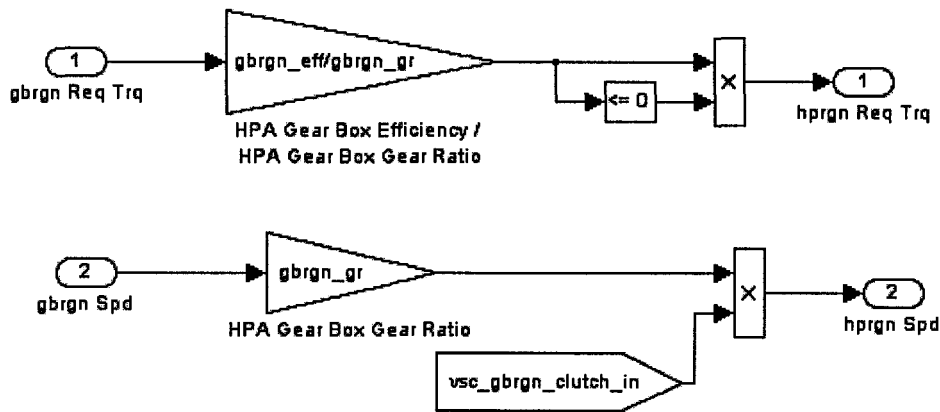 1
gbrgn Req Trq
gbrgn_eff/gbrgn_gr
HPA Gear Box Efficiency /
HPA Gear Box Gear Ratio
<= 0
×
1
hprgn Req Trq
2
gbrgn Spd
gbrgn_gr
HPA Gear Box Gear Ratio
×
2
hprgn Spd
vsc_gbrgn_clutch_in